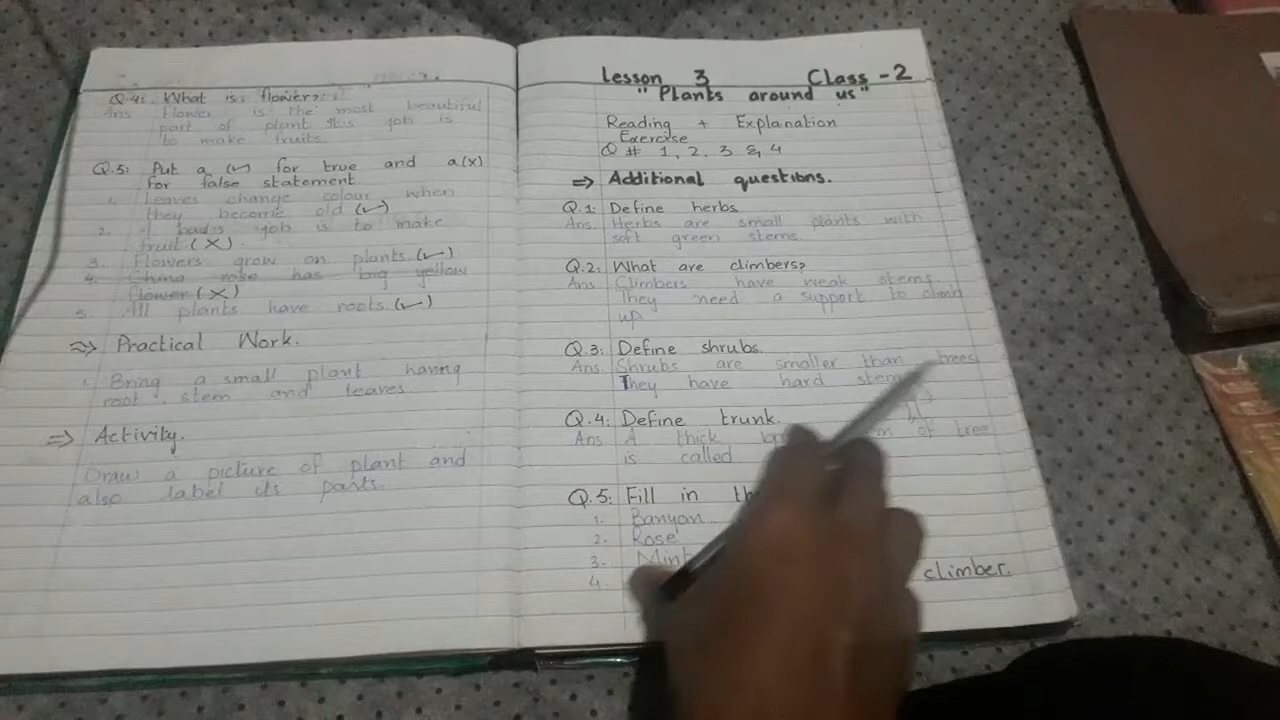 Q.4: What is flower?
Ans Flower is the most beautiful
part of plant this job is
to make fruits.
Q.5: Put a (✓) for true and a(x)
For false statement
1. Leaves change colour when
they become old (✓)
2. A bud's job is to make
fruit. (X).
3. Flowers grow on plants. (✓)
4. China rose has big yellow
flower (X)
5. All plants have roots. (✓)
⇒ Practical Work.
1. Bring a small plant having
root, stem and leaves.
⇒ Activity.
Draw a picture of plant and
also label its parts.
Lesson 3 Class-2
"Plants around us"
Reading + Explanation
Exercise
Q # 1, 2, 3 & 4
⇒ Additional questions.
Q.1: Define herbs.
Ans. Herbs are small plants with
soft green stems.
Q.2: What are climbers?
Ans Climbers have weak stems.
They need a support to climb
up.
Q.3: Define shrubs.
Ans. Shrubs are smaller than trees
They have hard stem
Q.4: Define trunk.
Ans A thick of tree
is called
Q.5: Fill in
1. Banyan
2. Rose
3. Mint
4. climber.